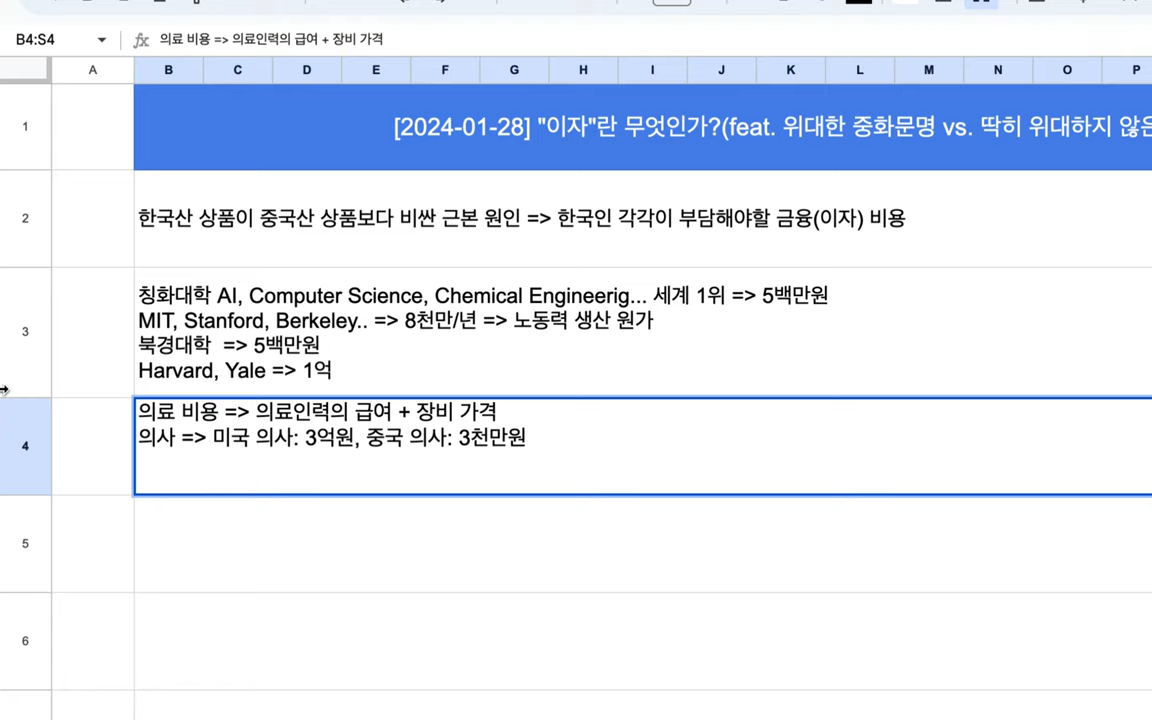 B4:S4
fx 의료 비용 => 의료인력의 급여 + 장비 가격
A B C D E F G H I J K L M N O P
1 [2024-01-28] "이자"란 무엇인가?(feat. 위대한 중화문명 vs. 딱히 위대하지 않은
2 한국산 상품이 중국산 상품보다 비싼 근본 원인 => 한국인 각각이 부담해야할 금융(이자) 비용
칭화대학 AI, Computer Science, Chemical Engineerig... 세계 1위 => 5백만원
3 MIT, Stanford, Berkeley.. => 8천만/년 => 노동력 생산 원가
북경대학 => 5백만원
Harvard, Yale => 1억
의료 비용 => 의료인력의 급여 + 장비 가격
4 의사 => 미국 의사: 3억원, 중국 의사: 3천만원
5
6